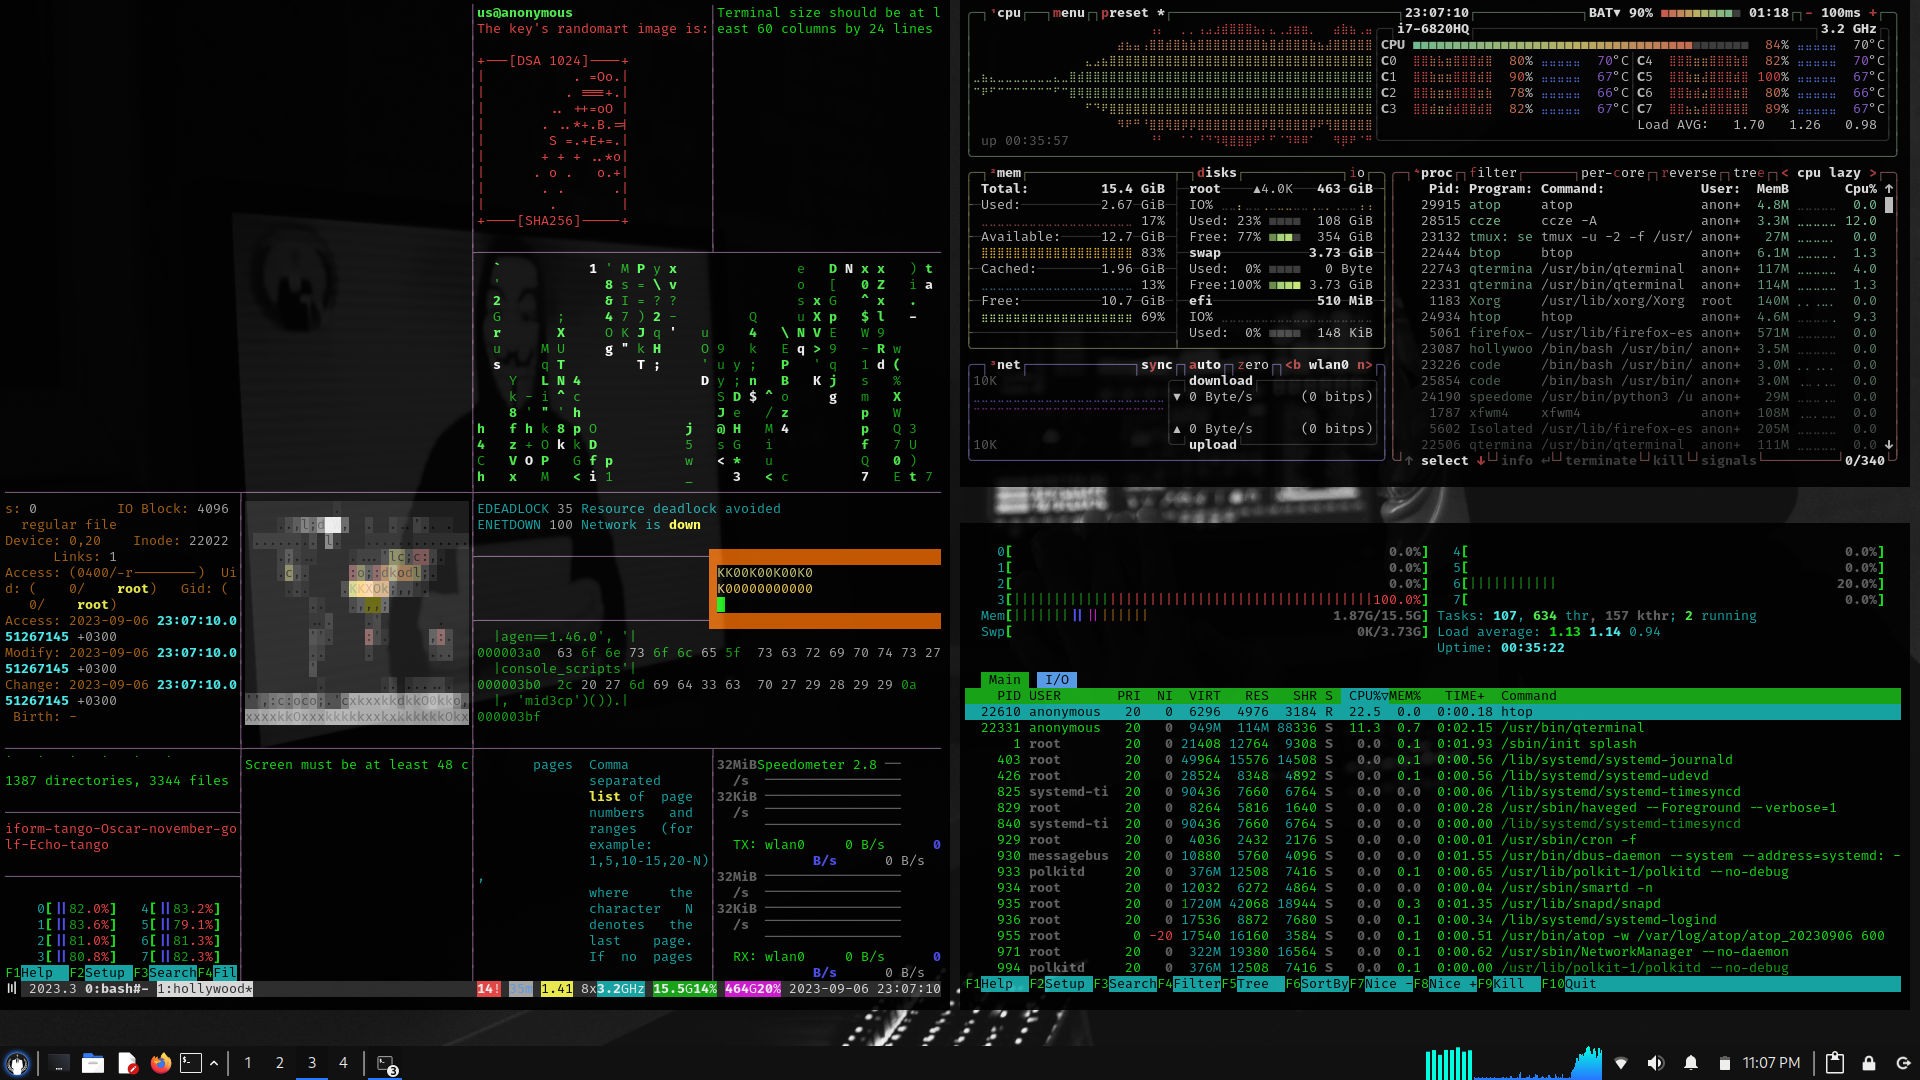 us@anonymous
The key's randomart image is:
+———[DSA 1024]————+
|           . =Oo.|
|          . ===+.|
|        .. ++=oO |
|       . ..*+.B.=|
|        S =.+E+=.|
|       + + + ..*o|
|      . o .   o.+|
|       . .      .|
|        .        |
+————[SHA256]—————+
Terminal size should be at l
east 60 columns by 24 lines
s: 0          IO Block: 4096
  regular file
Device: 0,20    Inode: 22022
      Links: 1
Access: (0400/-r————————)  Ui
d: (    0/    root)   Gid: (
   0/    root)
Access: 2023-09-06 23:07:10.0
51267145 +0300
Modify: 2023-09-06 23:07:10.0
51267145 +0300
Change: 2023-09-06 23:07:10.0
51267145 +0300
 Birth: -
EDEADLOCK 35 Resource deadlock avoided
ENETDOWN 100 Network is down
KK00K00K00K0
K00000000000
|agen==1.46.0', '|
000003a0  63 6f 6e 73 6f 6c 65 5f  73 63 72 69 70 74 73 27
|console_scripts'|
000003b0  2c 20 27 6d 69 64 33 63  70 27 29 28 29 29 0a
|, 'mid3cp')()).|
000003bf
1387 directories, 3344 files
iform-tango-Oscar-november-go
lf-Echo-tango
0[||82.0%]   4[||83.2%]
1[||83.6%]   5[||79.1%]
2[||81.0%]   6[||81.3%]
3[||80.8%]   7[||82.3%]
F1Help  F2Setup F3SearchF4Fil
Screen must be at least 48 c
pages  Comma
separated
list of page
numbers and
ranges (for
example:
1,5,10-15,20-N)
,
where the
character N
denotes the
last page.
If no pages
32MiB Speedometer 2.8
/s
32KiB
/s
TX: wlan0     0 B/s      0
B/s      0 B/s
32MiB
/s
32KiB
/s
RX: wlan0     0 B/s      0
B/s      0 B/s
2023.3 0:bash#- 1:hollywood*
14! 35m 1.41 8x3.2GHz 15.5G14% 464G20% 2023-09-06 23:07:10
¹cpu menu preset * 23:07:10 BAT▼ 90% 01:18 - 100ms +
i7-6820HQ 3.2 GHz
CPU 84% 70°C
C0 80% 70°C C4 82% 70°C
C1 90% 67°C C5 100% 67°C
C2 78% 66°C C6 80% 66°C
C3 82% 67°C C7 89% 67°C
Load AVG: 1.70 1.26 0.98
up 00:35:57
²mem
Total: 15.4 GiB
Used: 2.67 GiB
17%
Available: 12.7 GiB
83%
Cached: 1.96 GiB
13%
Free: 10.7 GiB
69%
disks io
root ▲4.0K 463 GiB
IO%
Used: 23% 108 GiB
Free: 77% 354 GiB
swap 3.73 GiB
Used: 0% 0 Byte
Free:100% 3.73 GiB
efi 510 MiB
IO%
Used: 0% 148 KiB
³net sync auto zero <b wlan0 n>
10K
download
▼ 0 Byte/s (0 bitps)
▲ 0 Byte/s (0 bitps)
upload
10K
⁴proc filter per-core reverse tree < cpu lazy >
Pid: Program: Command: User: MemB Cpu% ↑
29915 atop atop anon+ 4.8M 0.0
28515 ccze ccze -A anon+ 3.3M 12.0
23132 tmux: se tmux -u -2 -f /usr/ anon+ 27M 0.0
22444 btop btop anon+ 6.1M 1.3
22743 qtermina /usr/bin/qterminal anon+ 117M 4.0
22331 qtermina /usr/bin/qterminal anon+ 114M 1.3
1183 Xorg /usr/lib/xorg/Xorg root 140M 0.0
24934 htop htop anon+ 4.6M 9.3
5061 firefox- /usr/lib/firefox-es anon+ 571M 0.0
23087 hollywoo /bin/bash /usr/bin/ anon+ 3.5M 0.0
23226 code /bin/bash /usr/bin/ anon+ 3.0M 0.0
25854 code /bin/bash /usr/bin/ anon+ 3.0M 0.0
24190 speedome /usr/bin/python3 /u anon+ 29M 0.0
1787 xfwm4 xfwm4 anon+ 108M 0.0
5602 Isolated /usr/lib/firefox-es anon+ 205M 0.0
22506 qtermina /usr/bin/qterminal anon+ 111M 0.0 ↓
↑ select ↓ info ↵ terminate kill signals 0/340
0[ 0.0%] 4[ 0.0%]
1[ 0.0%] 5[ 0.0%]
2[ 0.0%] 6[||||||||||| 20.0%]
3[ 100.0%] 7[ 0.0%]
Mem[ 1.87G/15.5G] Tasks: 107, 634 thr, 157 kthr; 2 running
Swp[ 0K/3.73G] Load average: 1.13 1.14 0.94
Uptime: 00:35:22
Main I/O
PID USER PRI NI VIRT RES SHR S CPU%▽MEM% TIME+ Command
22610 anonymous 20 0 6296 4976 3184 R 22.5 0.0 0:00.18 htop
22331 anonymous 20 0 949M 114M 88336 S 11.3 0.7 0:02.15 /usr/bin/qterminal
1 root 20 0 21408 12764 9308 S 0.0 0.1 0:01.93 /sbin/init splash
403 root 20 0 49964 15576 14508 S 0.0 0.1 0:00.56 /lib/systemd/systemd-journald
426 root 20 0 28524 8348 4892 S 0.0 0.1 0:00.56 /lib/systemd/systemd-udevd
825 systemd-ti 20 0 90436 7660 6764 S 0.0 0.0 0:00.06 /lib/systemd/systemd-timesyncd
829 root 20 0 8264 5816 1640 S 0.0 0.0 0:00.28 /usr/sbin/haveged --Foreground --verbose=1
840 systemd-ti 20 0 90436 7660 6764 S 0.0 0.0 0:00.00 /lib/systemd/systemd-timesyncd
929 root 20 0 4036 2432 2176 S 0.0 0.0 0:00.01 /usr/sbin/cron -f
930 messagebus 20 0 10880 5760 4096 S 0.0 0.0 0:01.55 /usr/bin/dbus-daemon --system --address=systemd: -
933 polkitd 20 0 376M 12508 7416 S 0.0 0.1 0:00.65 /usr/lib/polkit-1/polkitd --no-debug
934 root 20 0 12032 6272 4864 S 0.0 0.0 0:00.04 /usr/sbin/smartd -n
935 root 20 0 1720M 42068 18944 S 0.0 0.3 0:01.35 /usr/lib/snapd/snapd
936 root 20 0 17536 8872 7680 S 0.0 0.1 0:00.34 /lib/systemd/systemd-logind
955 root 0 -20 17540 16160 3584 S 0.0 0.1 0:00.51 /usr/bin/atop -w /var/log/atop/atop_20230906 600
971 root 20 0 322M 19380 16564 S 0.0 0.1 0:00.62 /usr/sbin/NetworkManager --no-daemon
994 polkitd 20 0 376M 12508 7416 S 0.0 0.1 0:00.00 /usr/lib/polkit-1/polkitd --no-debug
F1Help F2Setup F3SearchF4FilterF5Tree F6SortByF7Nice -F8Nice +F9Kill F10Quit
1 2 3 4 3 11:07 PM